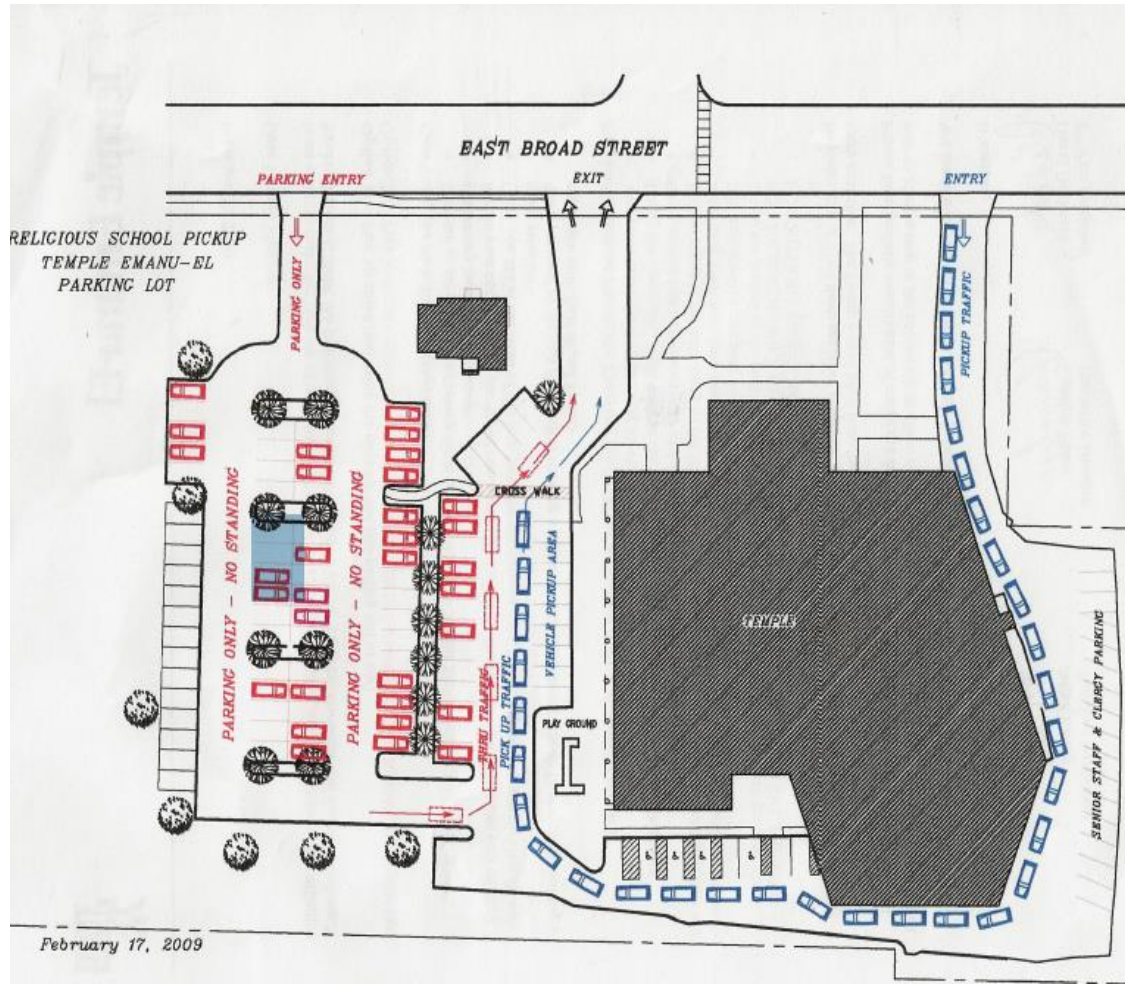 EAST BROAD STREET
PARKING ENTRY
EXIT
ENTRY
RELIGIOUS SCHOOL PICKUP
TEMPLE EMANU-EL
PARKING LOT
PARKING ONLY
PICKUP TRAFFIC
PARKING ONLY - NO STANDING
PARKING ONLY - NO STANDING
CROSS WALK
VEHICLE PICKUP AREA
THRU TRAFFIC
PICK UP TRAFFIC
PLAY GROUND
TEMPLE
SENIOR STAFF & CLERGY PARKING
February 17, 2009